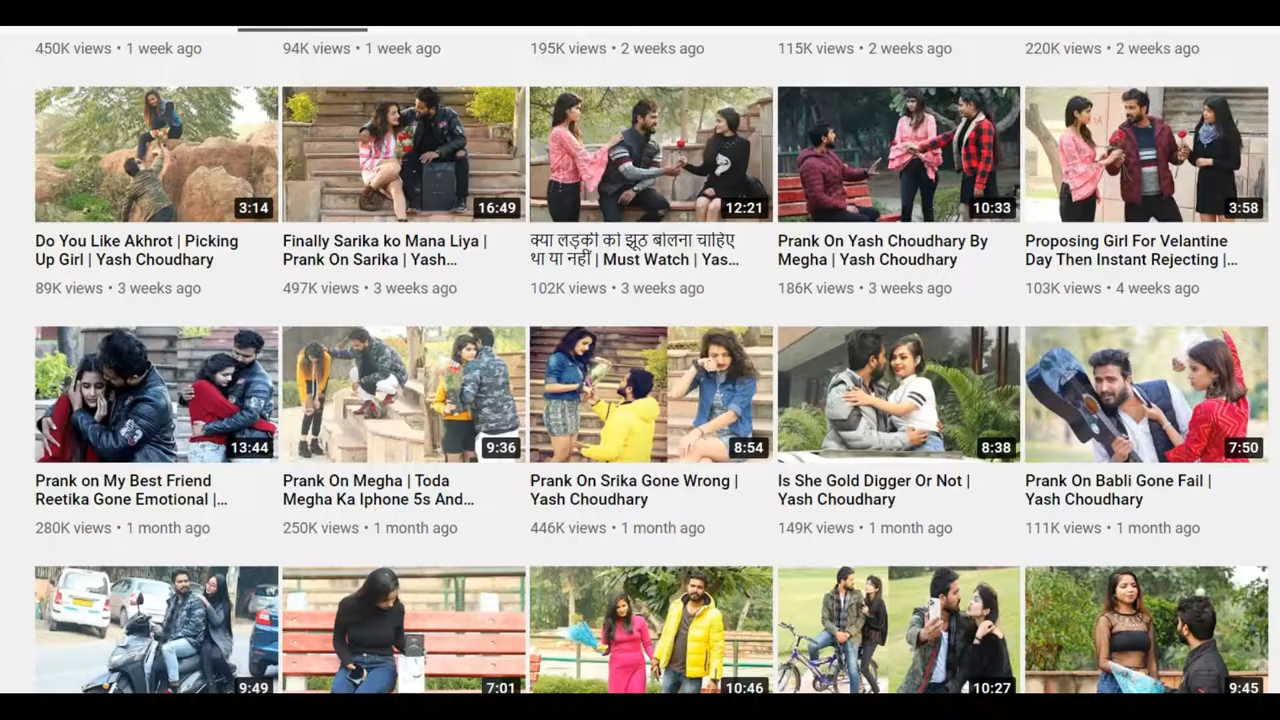 450K views • 1 week ago
94K views • 1 week ago
195K views • 2 weeks ago
115K views • 2 weeks ago
220K views • 2 weeks ago
3:14
16:49
12:21
10:33
3:58
Do You Like Akhrot | Picking
Up Girl | Yash Choudhary
89K views • 3 weeks ago
Finally Sarika ko Mana Liya |
Prank On Sarika | Yash...
497K views • 3 weeks ago
क्या लड़की को झूठ बोलना चाहिए
था या नहीं | Must Watch | Yas...
102K views • 3 weeks ago
Prank On Yash Choudhary By
Megha | Yash Choudhary
186K views • 3 weeks ago
Proposing Girl For Velantine
Day Then Instant Rejecting |...
103K views • 4 weeks ago
13:44
9:36
8:54
8:38
7:50
Prank on My Best Friend
Reetika Gone Emotional |...
280K views • 1 month ago
Prank On Megha | Toda
Megha Ka Iphone 5s And...
250K views • 1 month ago
Prank On Srika Gone Wrong |
Yash Choudhary
446K views • 1 month ago
Is She Gold Digger Or Not |
Yash Choudhary
149K views • 1 month ago
Prank On Babli Gone Fail |
Yash Choudhary
111K views • 1 month ago
9:49
7:01
10:46
10:27
9:45